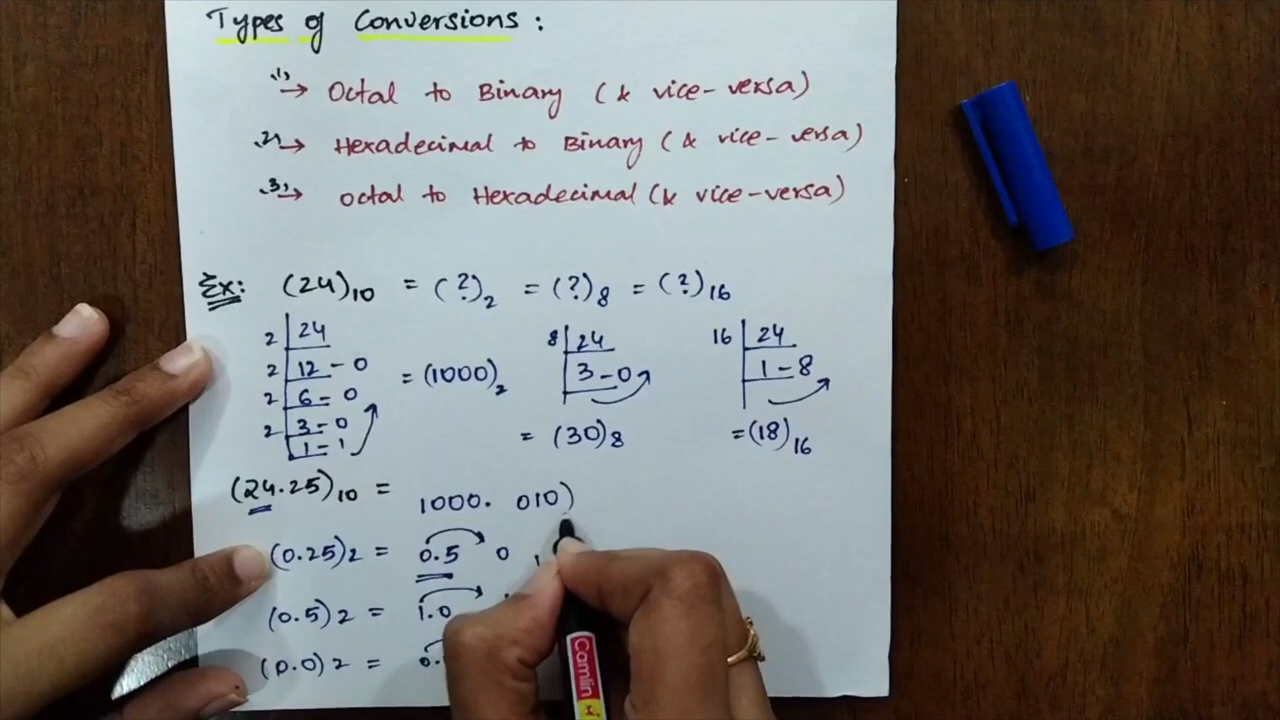 Types of Conversions :
1) → Octal to Binary (& vice-versa)
2) → Hexadecimal to Binary (& vice-versa)
3) → octal to Hexadecimal (& vice-versa)
Ex: (24)10 = (?)2 = (?)8 = (?)16
2 24
2 12 - 0
2 6 - 0
2 3 - 0
1 - 1
= (1000)2
8 24
3 - 0
= (30)8
16 24
1 - 8
= (18)16
(24.25)10 = 1000. 010)
(0.25)2 = 0.5 0
(0.5)2 = 1.0
(0.0)2 = 0.
Camlin